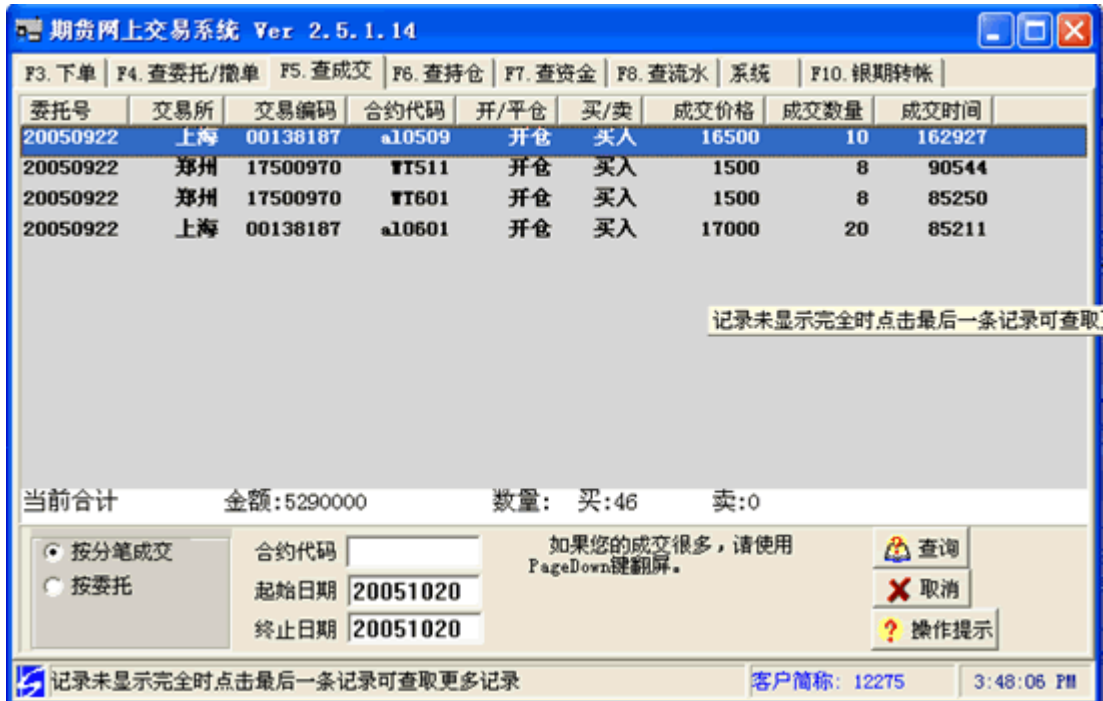 期货网上交易系统 Ver 2.5.1.14
F3.下单 F4.查委托/撤单 F5.查成交 F6.查持仓 F7.查资金 F8.查流水 系统 F10.银期转帐
委托号 交易所 交易编码 合约代码 开/平仓 买/卖 成交价格 成交数量 成交时间
20050922 上海 00138187 al0509 开仓 买入 16500 10 162927
20050922 郑州 17500970 WT511 开仓 买入 1500 8 90544
20050922 郑州 17500970 WT601 开仓 买入 1500 8 85250
20050922 上海 00138187 al0601 开仓 买入 17000 20 85211
记录未显示完全时点击最后一条记录可查取
当前合计 金额:5290000 数量: 买:46 卖:0
按分笔成交 合约代码 如果您的成交很多，请使用 查询
PageDown键翻屏。
按委托 起始日期 20051020 取消
终止日期 20051020 操作提示
记录未显示完全时点击最后一条记录可查取更多记录 客户简称: 12275 3:48:06 PM